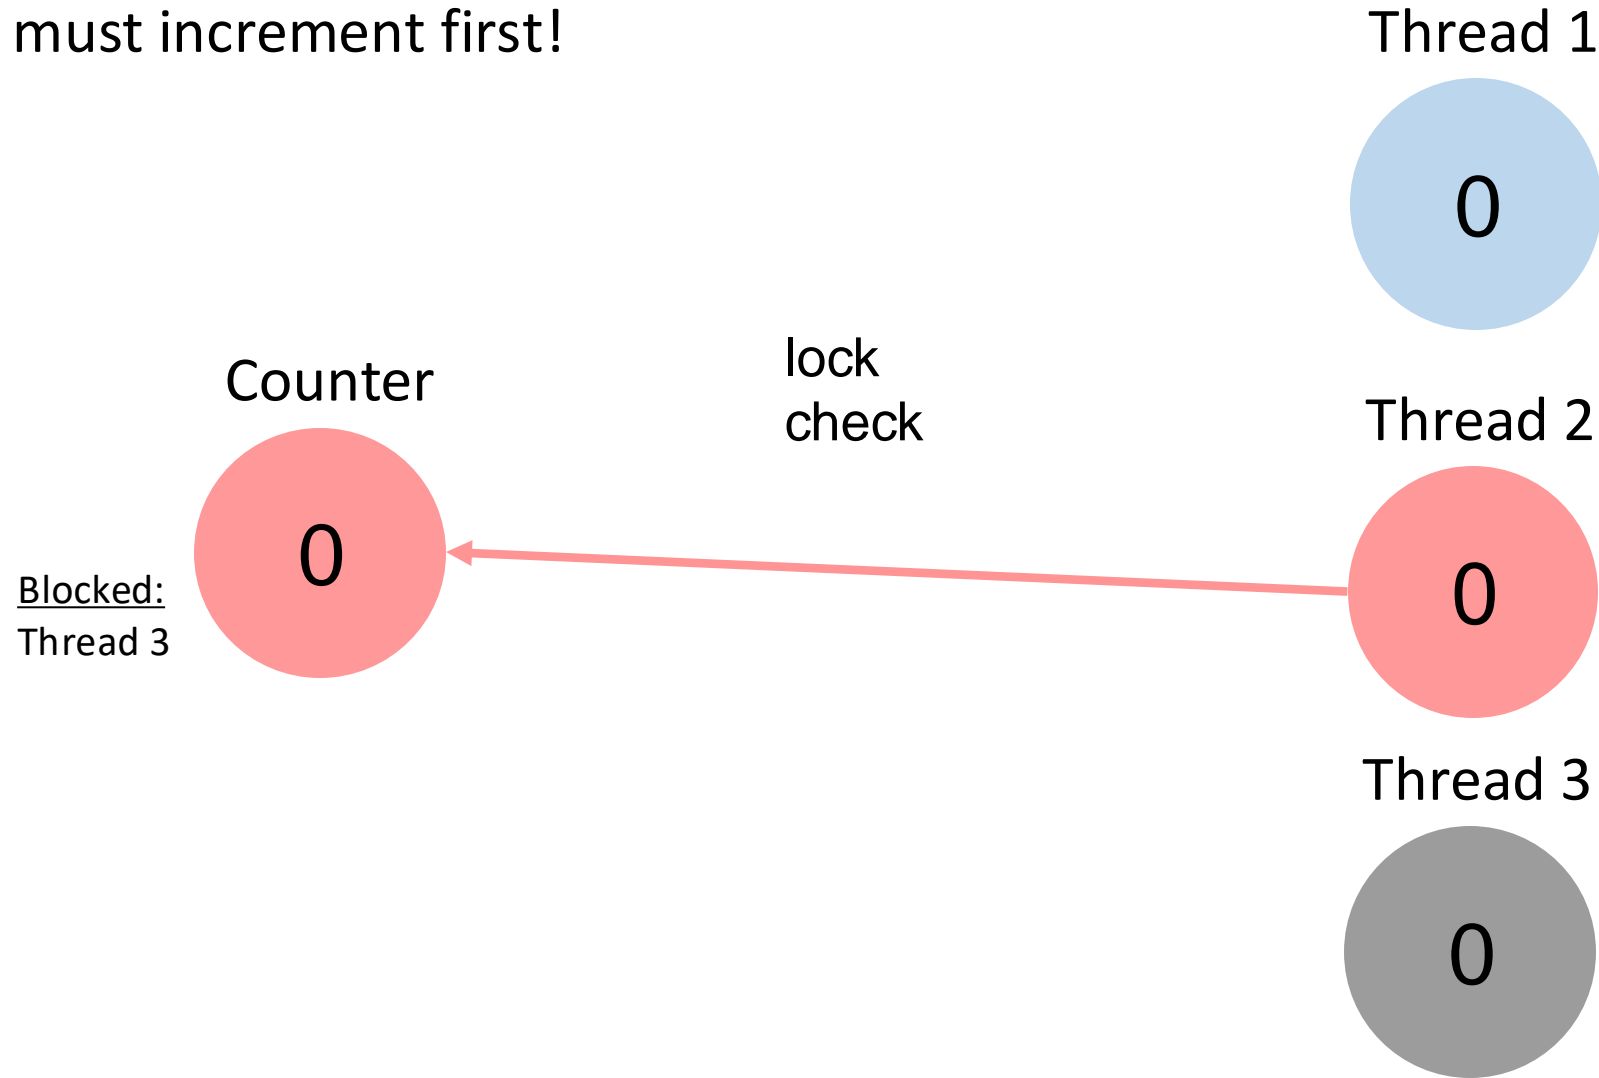 must increment first!
Thread 1
0
lock
check
Counter
0
Thread 2
0
Blocked:
Thread 3
Thread 3
0